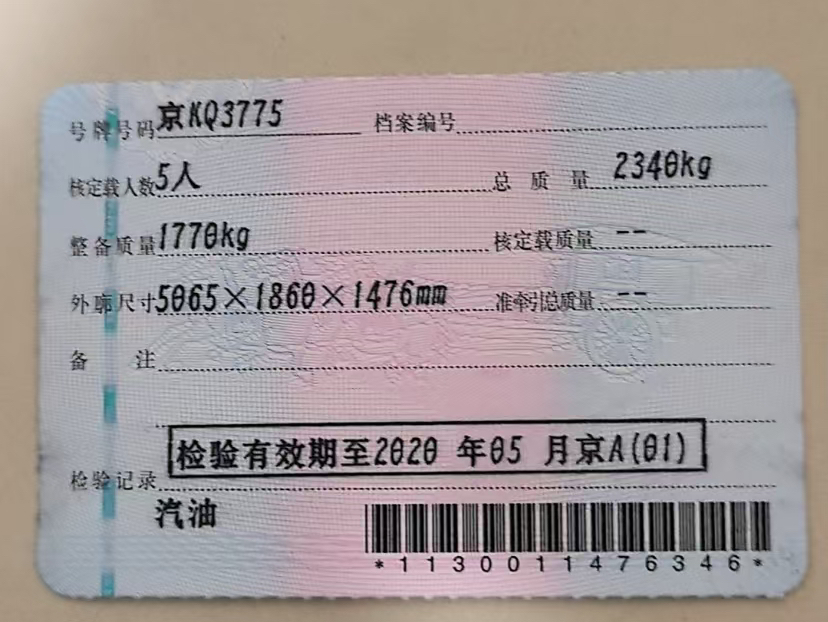 号牌号码 京KQ3775 档案编号
核定载人数 5人 总质量 2340kg
整备质量 1770kg 核定载质量 --
外廓尺寸 5065×1860×1476mm 准牵引总质量 --
备注
检验有效期至2020 年05 月京A(01)
检验记录
汽油
*1130011476346*